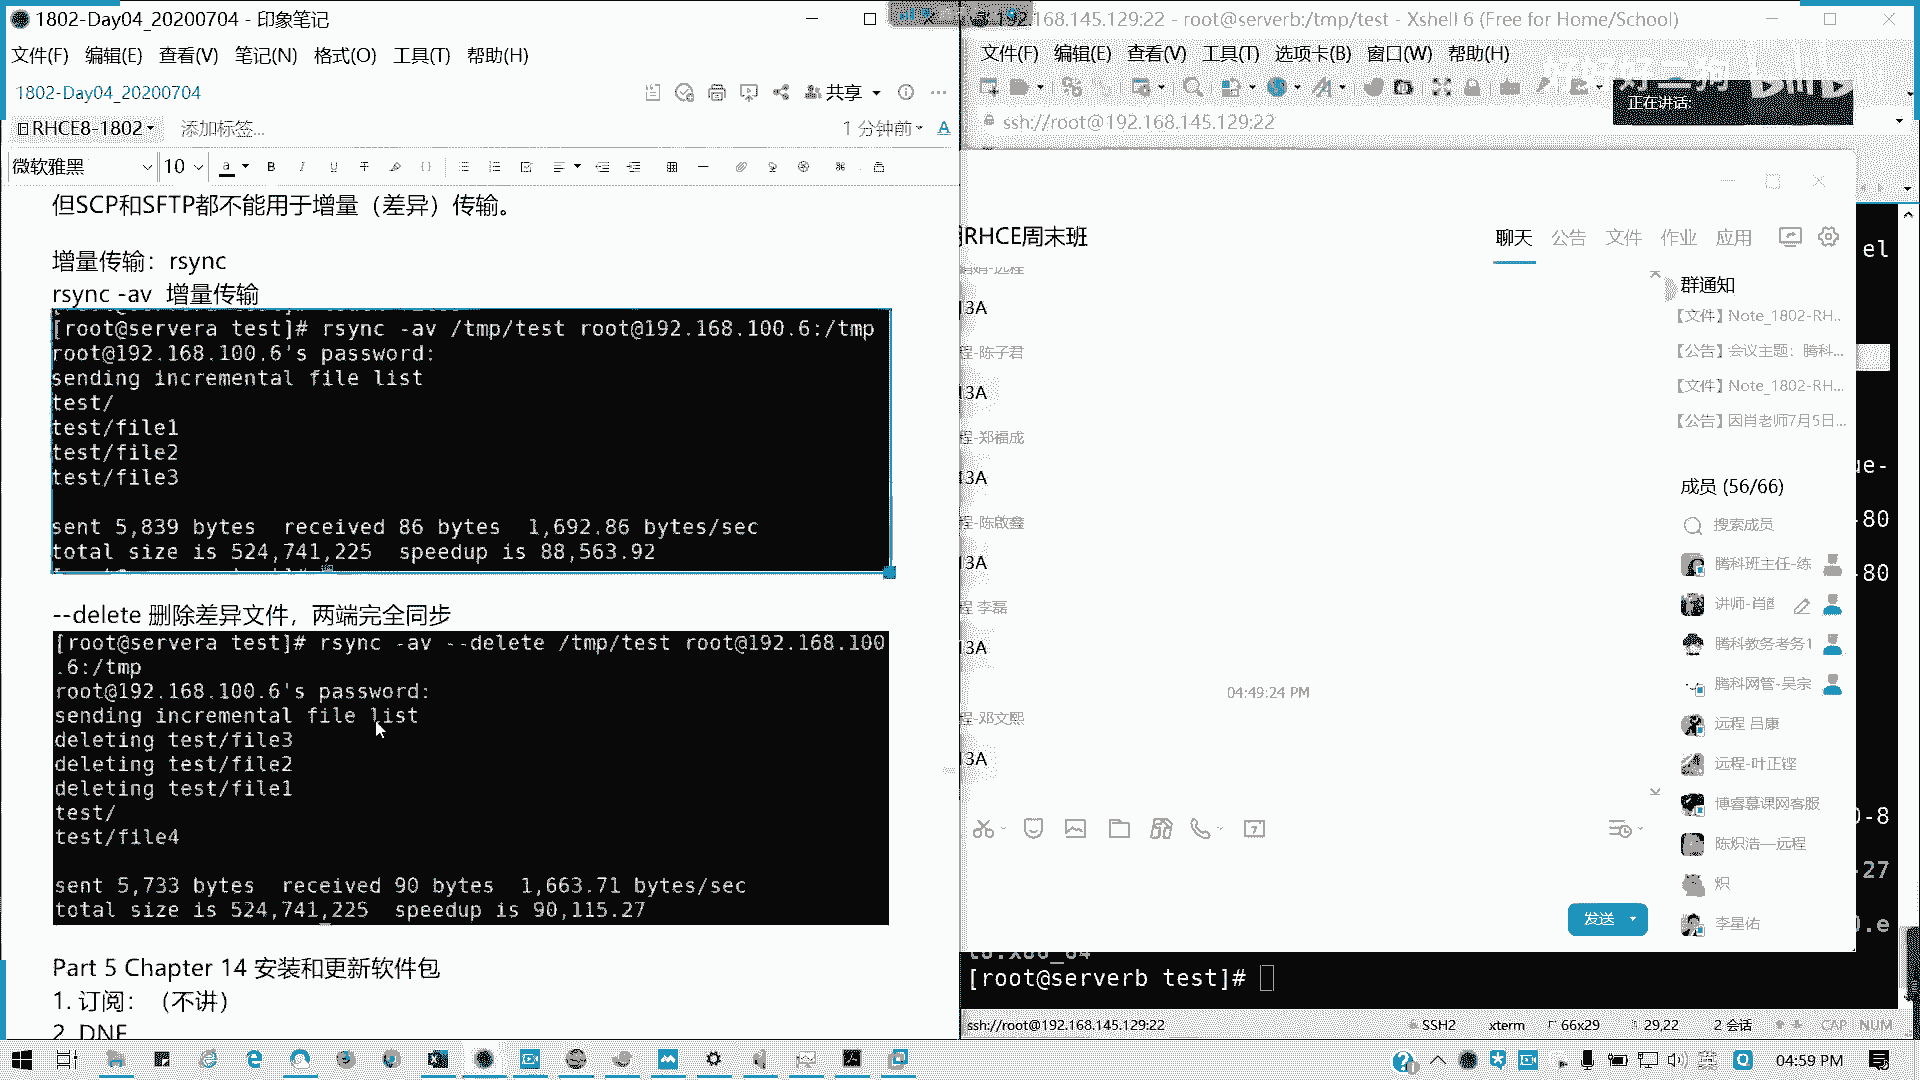 1802-Day04_20200704 - 印象笔记
文件(F) 编辑(E) 查看(V) 笔记(N) 格式(O) 工具(T) 帮助(H)
1802-Day04_20200704
共享
RHCE8-1802
添加标签...
1 分钟前
微软雅黑 10
但SCP和SFTP都不能用于增量（差异）传输。
增量传输：rsync
rsync -av 增量传输
[root@servera test]# rsync -av /tmp/test root@192.168.100.6:/tmp
root@192.168.100.6's password:
sending incremental file list
test/
test/file1
test/file2
test/file3
sent 5,839 bytes  received 86 bytes  1,692.86 bytes/sec
total size is 524,741,225  speedup is 88,563.92
--delete 删除差异文件，两端完全同步
[root@servera test]# rsync -av --delete /tmp/test root@192.168.100
.6:/tmp
root@192.168.100.6's password:
sending incremental file list
deleting test/file3
deleting test/file2
deleting test/file1
test/
test/file4
sent 5,733 bytes  received 90 bytes  1,663.71 bytes/sec
total size is 524,741,225  speedup is 90,115.27
Part 5 Chapter 14 安装和更新软件包
1. 订阅：（不讲）
2. DNF
192.168.145.129:22 - root@serverb:/tmp/test - Xshell 6 (Free for Home/School)
文件(F) 编辑(E) 查看(V) 工具(T) 选项卡(B) 窗口(W) 帮助(H)
正在讲话:
ssh://root@192.168.145.129:22
RHCE周末班
聊天 公告 文件 作业 应用
13A
程-陈子君
13A
程-郑福成
13A
程-陈啟鑫
13A
程 李磊
13A
04:49:24 PM
程-邓文熙
13A
发送
群通知
【文件】Note_1802-RH...
【公告】会议主题：腾科...
【文件】Note_1802-RH...
【公告】因肖老师7月5日...
成员 (56/66)
搜索成员
腾科班主任-练
讲师-肖
腾科教务考务1
腾科网管-吴宗
远程 吕康
远程-叶正铿
博睿慕课网客服
陈炽浩—远程
炽
李星佑
el
ue-
.80
.80
0-8
-27
).e
[root@serverb test]#
ssh://root@192.168.145.129:22
SSH2 xterm 66x29 29,22 2 会话 CAP NUM
04:59 PM